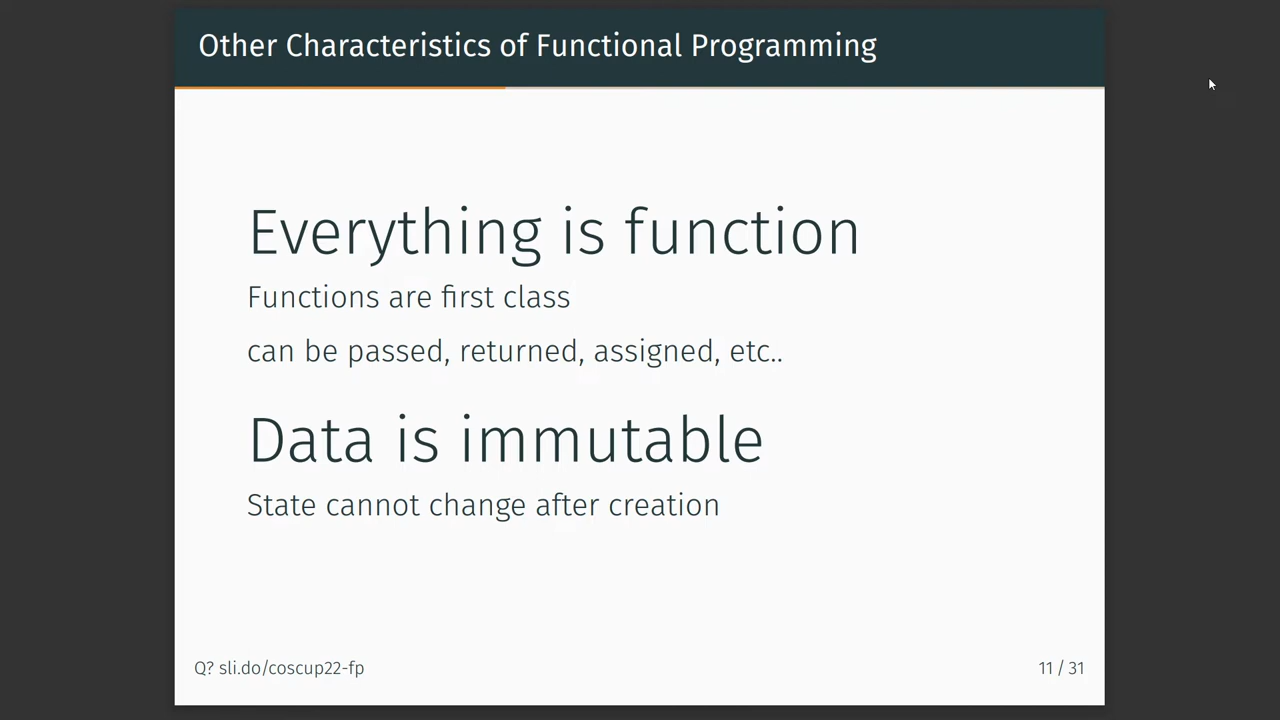 Other Characteristics of Functional Programming
Everything is function
Functions are first class
can be passed, returned, assigned, etc..
Data is immutable
State cannot change after creation
Q? sli.do/coscup22-fp
11 / 31